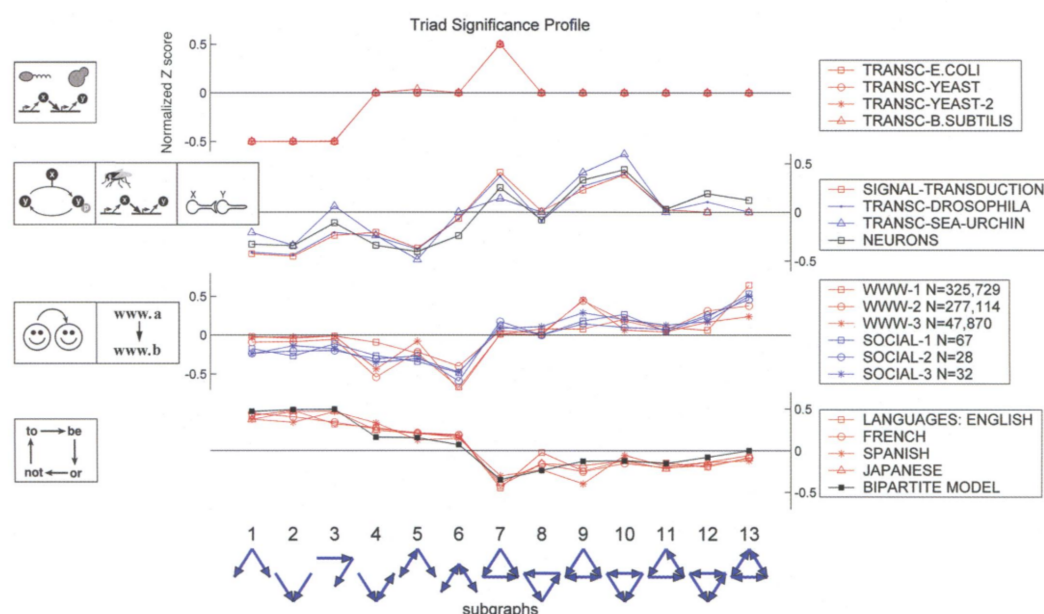 Triad Significance Profile
Normalized Z score
0.5
0
-0.5
x
y
TRANSC-E.COLI
TRANSC-YEAST
TRANSC-YEAST-2
TRANSC-B.SUBTILIS
x
y
y
x
y
X
Y
0.5
0
-0.5
SIGNAL-TRANSDUCTION
TRANSC-DROSOPHILA
TRANSC-SEA-URCHIN
NEURONS
www.a
www.b
0.5
0
-0.5
WWW-1 N=325,729
WWW-2 N=277,114
WWW-3 N=47,870
SOCIAL-1 N=67
SOCIAL-2 N=28
SOCIAL-3 N=32
to be
not or
0.5
0
-0.5
LANGUAGES: ENGLISH
FRENCH
SPANISH
JAPANESE
BIPARTITE MODEL
1 2 3 4 5 6 7 8 9 10 11 12 13
subgraphs